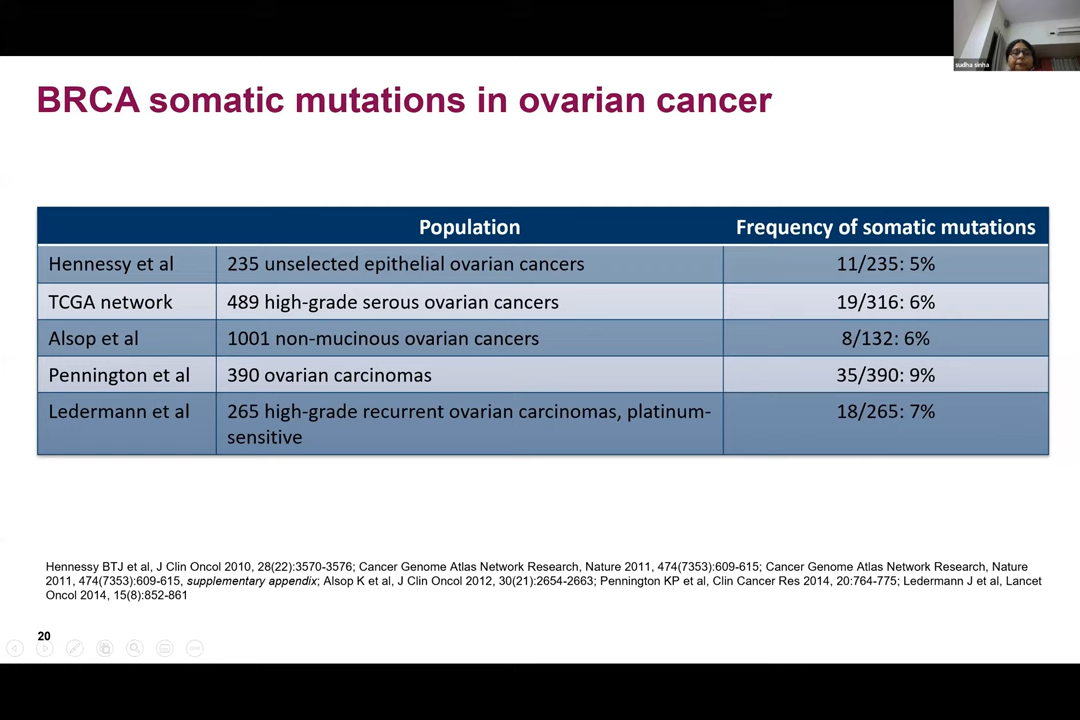 sudha sinha
BRCA somatic mutations in ovarian cancer
Population Frequency of somatic mutations
Hennessy et al 235 unselected epithelial ovarian cancers 11/235: 5%
TCGA network 489 high-grade serous ovarian cancers 19/316: 6%
Alsop et al 1001 non-mucinous ovarian cancers 8/132: 6%
Pennington et al 390 ovarian carcinomas 35/390: 9%
Ledermann et al 265 high-grade recurrent ovarian carcinomas, platinum- 18/265: 7%
sensitive
Hennessy BTJ et al, J Clin Oncol 2010, 28(22):3570-3576; Cancer Genome Atlas Network Research, Nature 2011, 474(7353):609-615; Cancer Genome Atlas Network Research, Nature
2011, 474(7353):609-615, supplementary appendix; Alsop K et al, J Clin Oncol 2012, 30(21):2654-2663; Pennington KP et al, Clin Cancer Res 2014, 20:764-775; Ledermann J et al, Lancet
Oncol 2014, 15(8):852-861
20